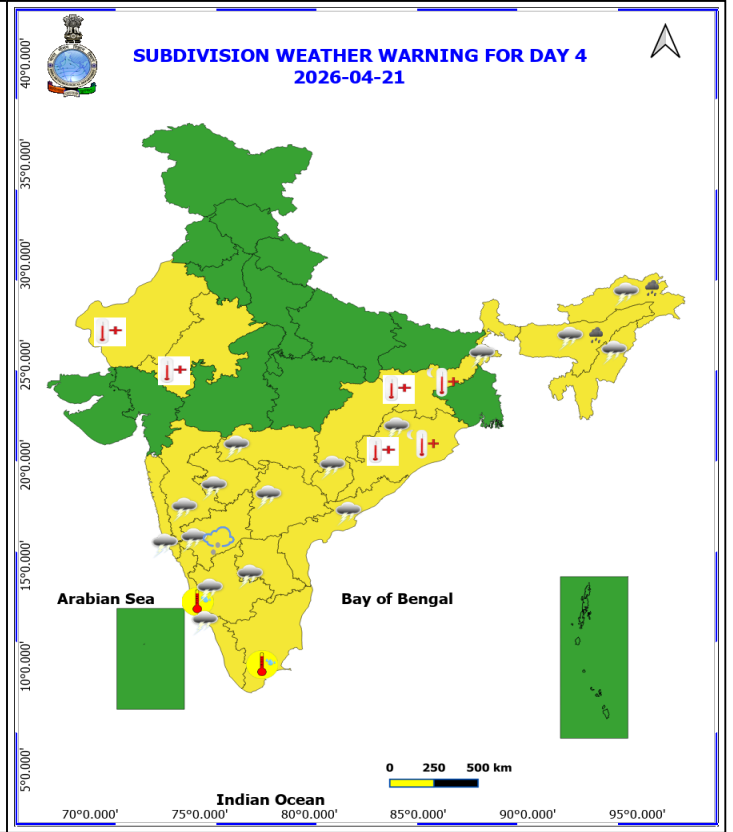 SUBDIVISION WEATHER WARNING FOR DAY 4
2026-04-21
40°0.000'
35°0.000'
30°0.000'
25°0.000'
20°0.000'
15°0.000'
10°0.000'
5°0.000'
Arabian Sea
Bay of Bengal
0 250 500 km
Indian Ocean
70°0.000' 75°0.000' 80°0.000' 85°0.000' 90°0.000' 95°0.000'